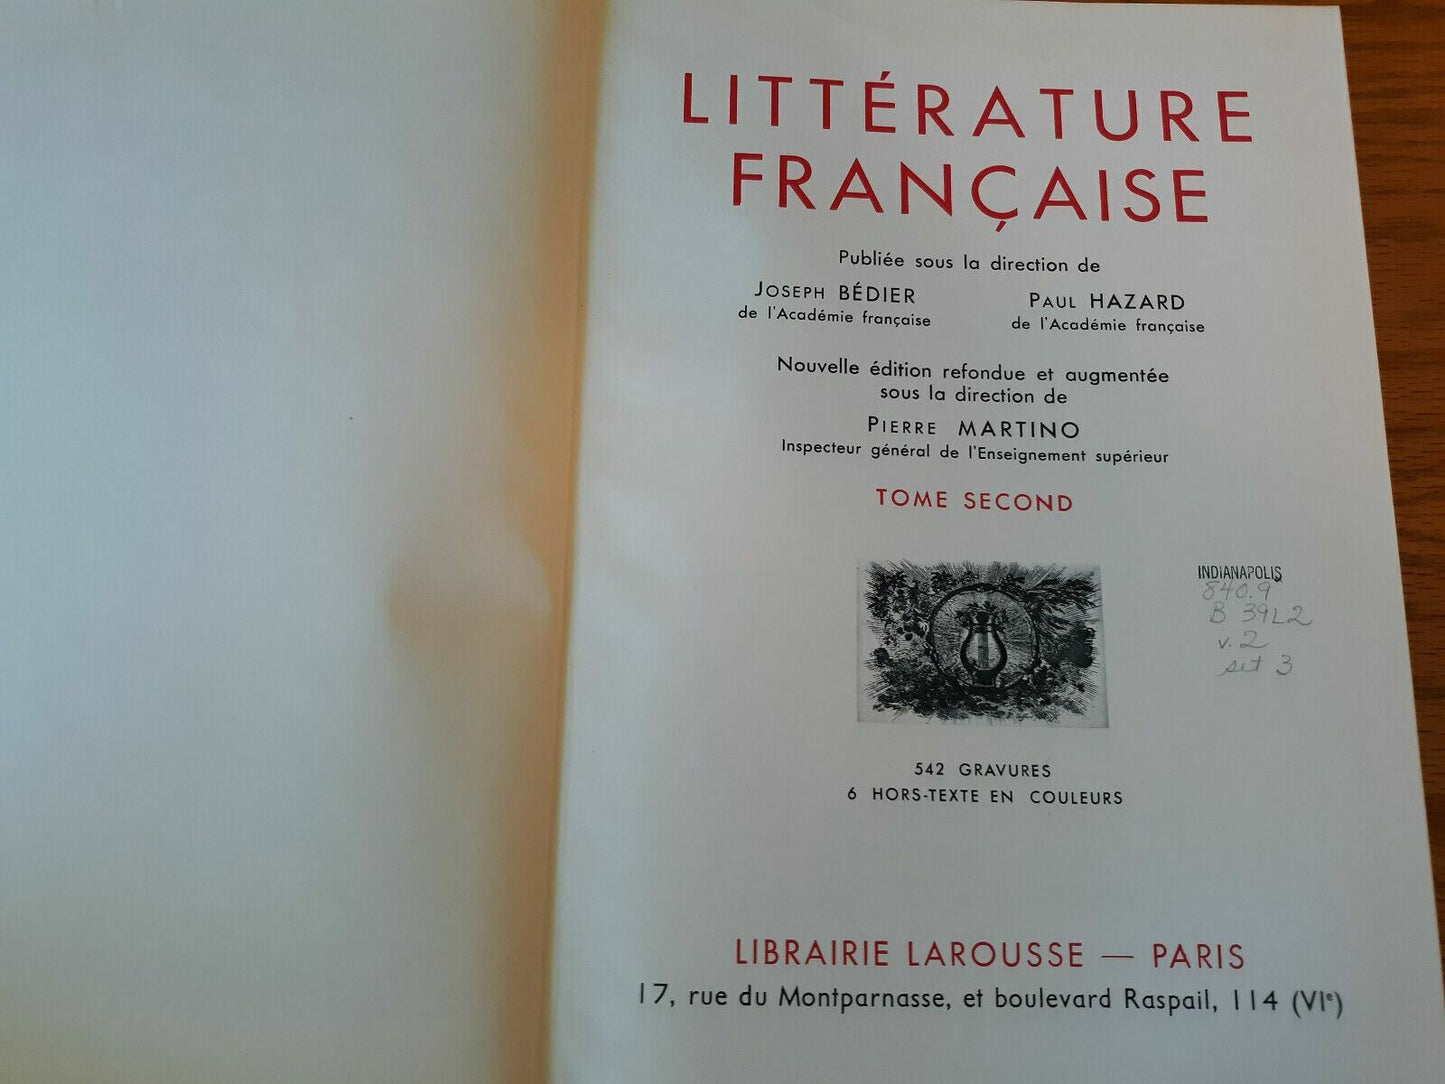 LITTÉRATURE
FRANÇAISE
Publiée sous la direction de
JOSEPH BÉDIER
de l'Académie française
PAUL HAZARD
de l'Académie française
Nouvelle édition refondue et augmentée
sous la direction de
PIERRE MARTINO
Inspecteur général de l'Enseignement supérieur
TOME SECOND
INDIANAPOLIS
840.9
B 39L2
v. 2
set 3
542 GRAVURES
6 HORS-TEXTE EN COULEURS
LIBRAIRIE LAROUSSE — PARIS
17, rue du Montparnasse, et boulevard Raspail, 114 (VIe)